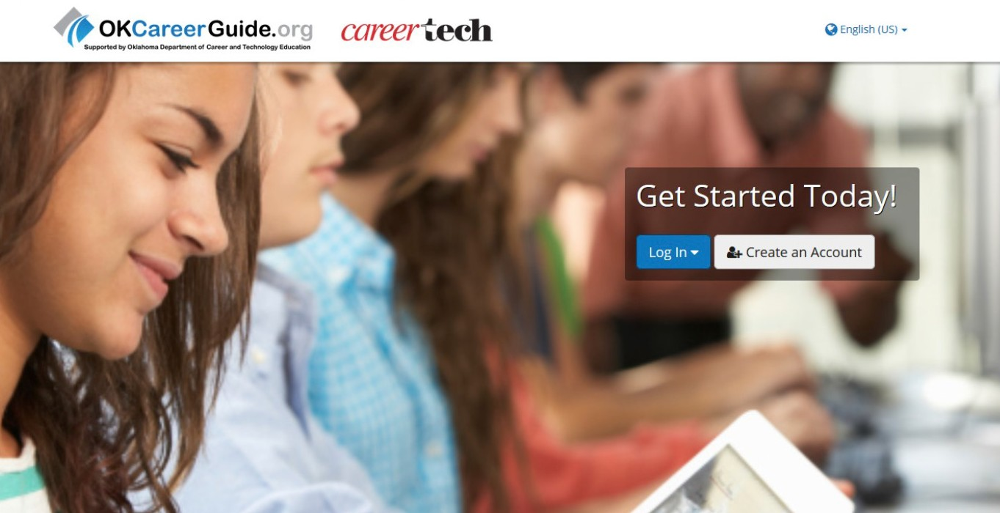 OKCareerGuide.org
Supported by Oklahoma Department of Career and Technology Education
careertech
English (US)
Get Started Today!
Log In
Create an Account